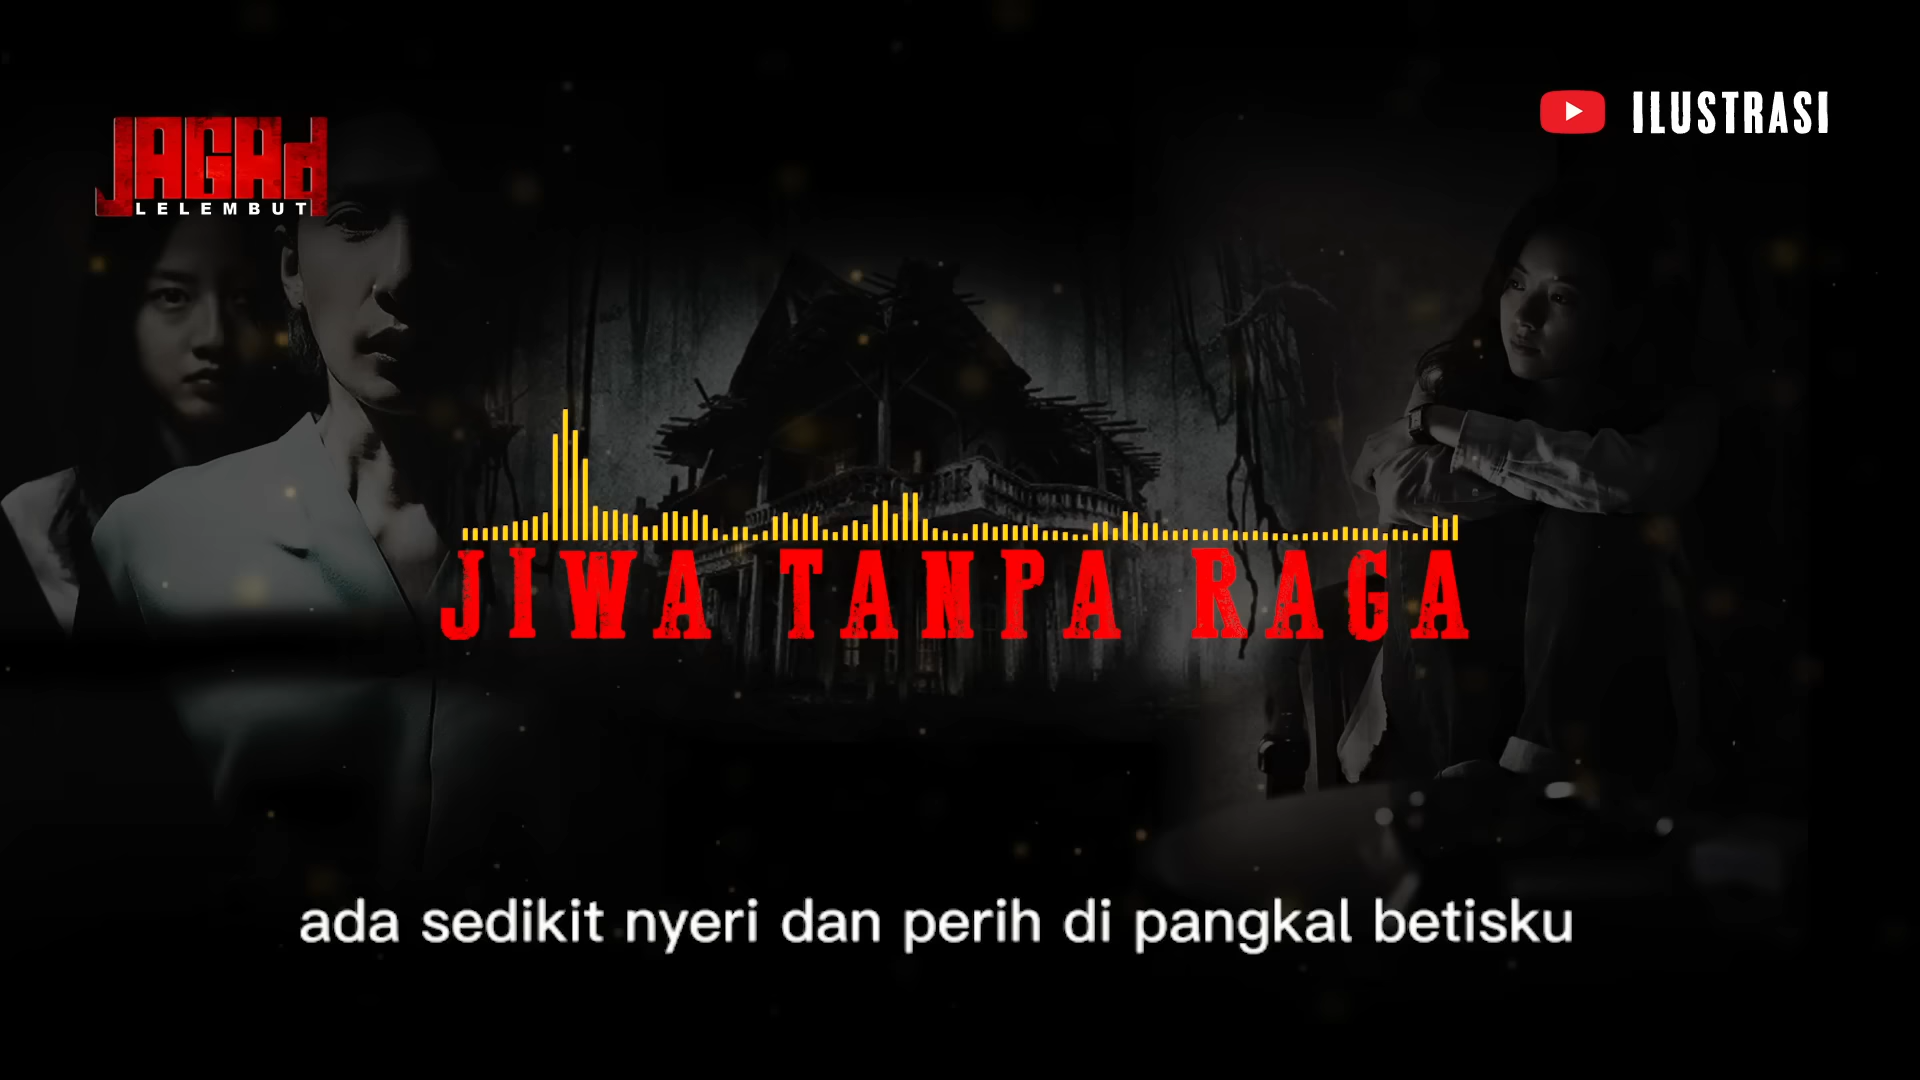 JAGAd
LELEMBUT
ILUSTRASI
JIWA TANPA RAGA
ada sedikit nyeri dan perih di pangkal betisku